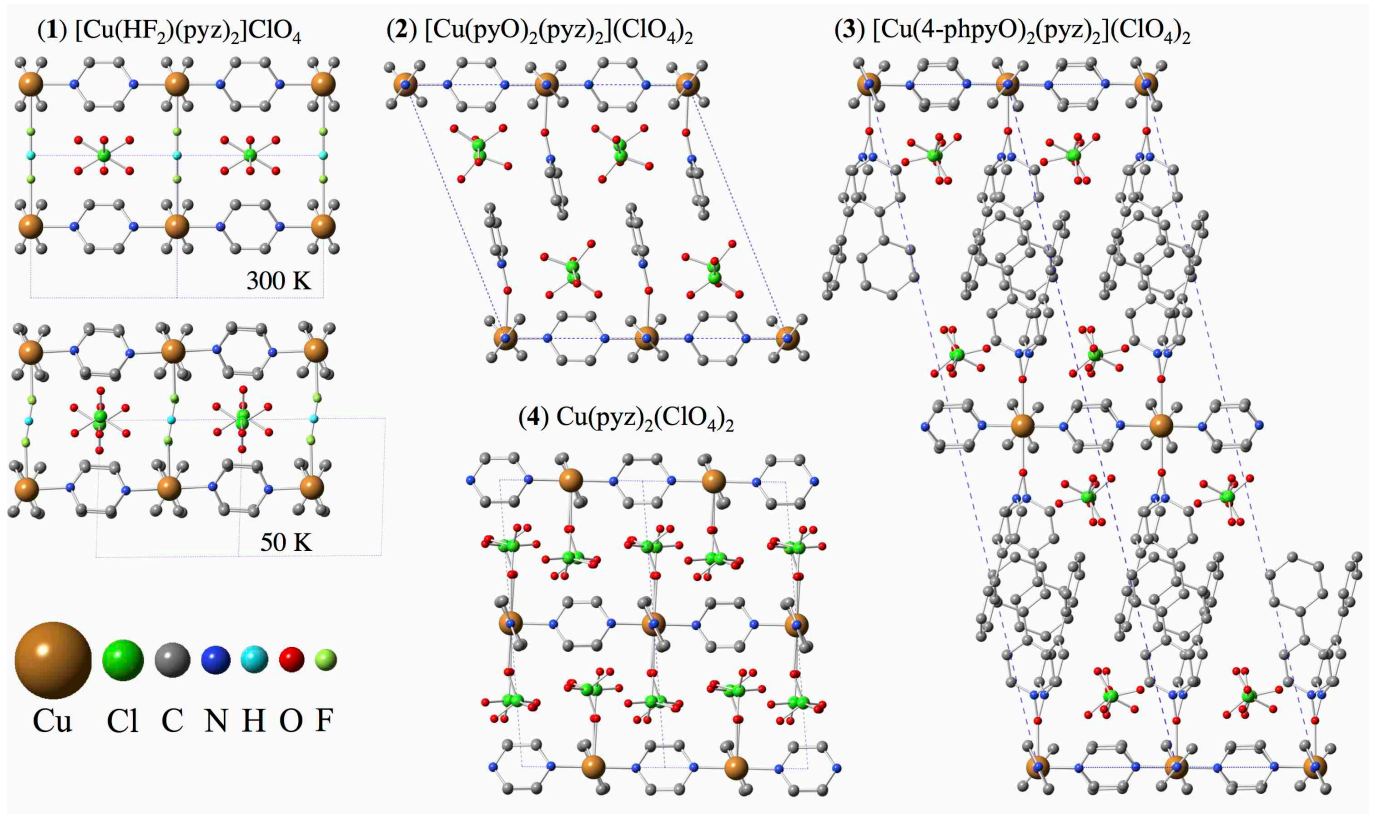 (1) [Cu(HF₂)(pyz)₂]ClO₄
(2) [Cu(pyO)₂(pyz)₂](ClO₄)₂
(3) [Cu(4-phpyO)₂(pyz)₂](ClO₄)₂
300 K
50 K
(4) Cu(pyz)₂(ClO₄)₂
Cu Cl C N H O F